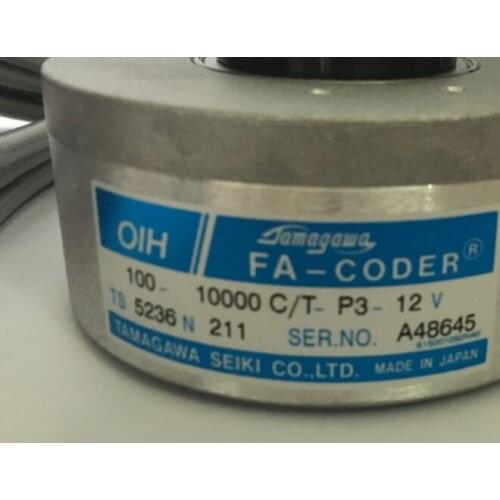 OIH Tamagawa
FA-CODER®
100- 10000 C/T- P3- 12 V
TS 5236 N 211 SER.NO. A48645
TAMAGAWA SEIKI CO.,LTD. MADE IN JAPAN